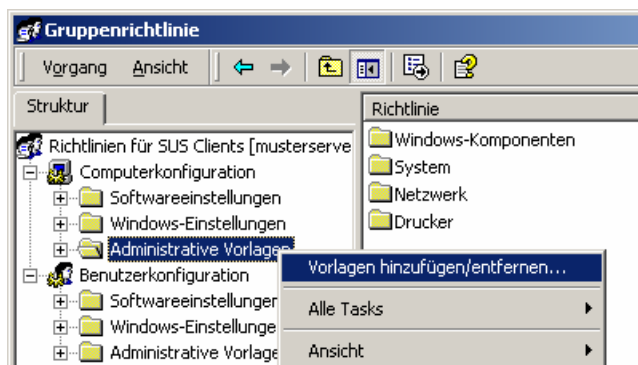 Gruppenrichtlinie
Vorgang Ansicht
Struktur
Richtlinien für SUS Clients [musterserve
Computerkonfiguration
Softwareeinstellungen
Windows-Einstellungen
Administrative Vorlagen
Benutzerkonfiguration
Softwareeinstellunger
Windows-Einstellunge
Administrative Vorlage
Richtlinie
Windows-Komponenten
System
Netzwerk
Drucker
Vorlagen hinzufügen/entfernen...
Alle Tasks
Ansicht